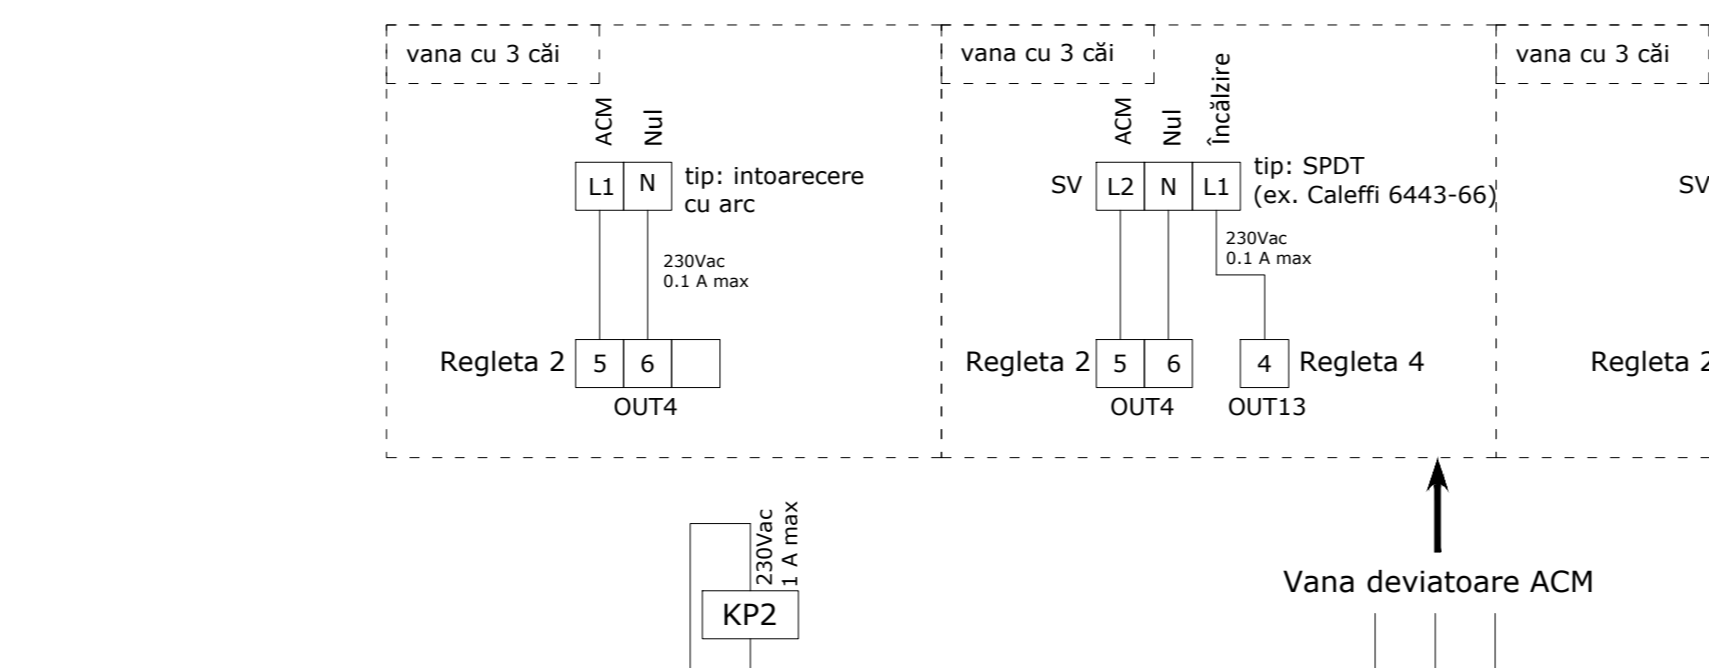 vana cu 3 căi
ACM
Nul
L1 N
tip: intoarecere
cu arc
230Vac
0.1 A max
Regleta 2 5 6
OUT4
vana cu 3 căi
ACM
Nul
Încălzire
SV L2 N L1
tip: SPDT
(ex. Caleffi 6443-66)
230Vac
0.1 A max
Regleta 2 5 6
4 Regleta 4
OUT4
OUT13
vana cu 3 căi
SV
Regleta 2
230Vac
1 A max
KP2
Vana deviatoare ACM